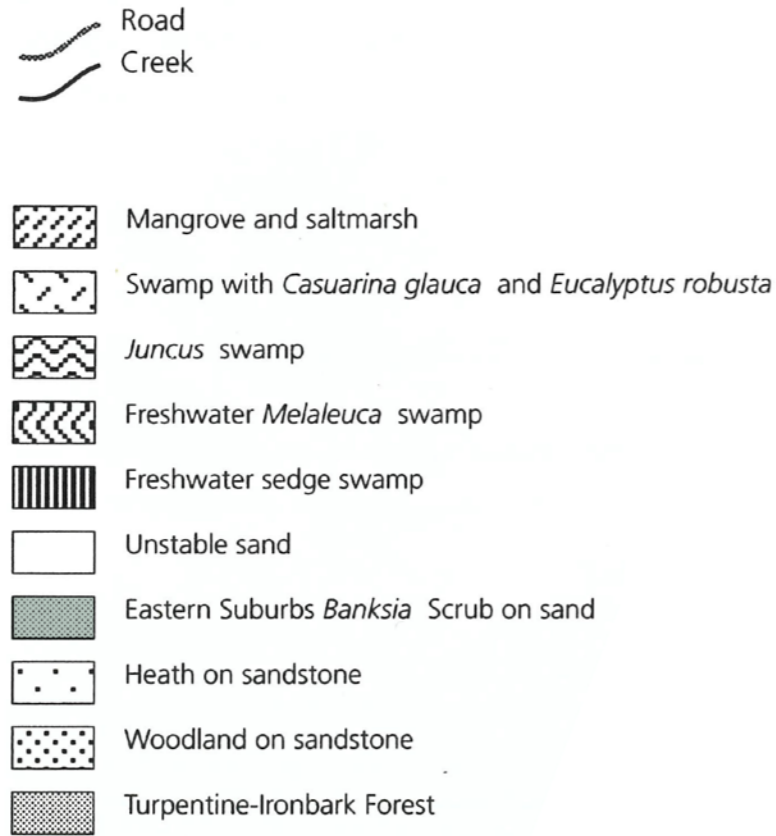 Road
Creek
Mangrove and saltmarsh
Swamp with Casuarina glauca and Eucalyptus robusta
Juncus swamp
Freshwater Melaleuca swamp
Freshwater sedge swamp
Unstable sand
Eastern Suburbs Banksia Scrub on sand
Heath on sandstone
Woodland on sandstone
Turpentine-Ironbark Forest